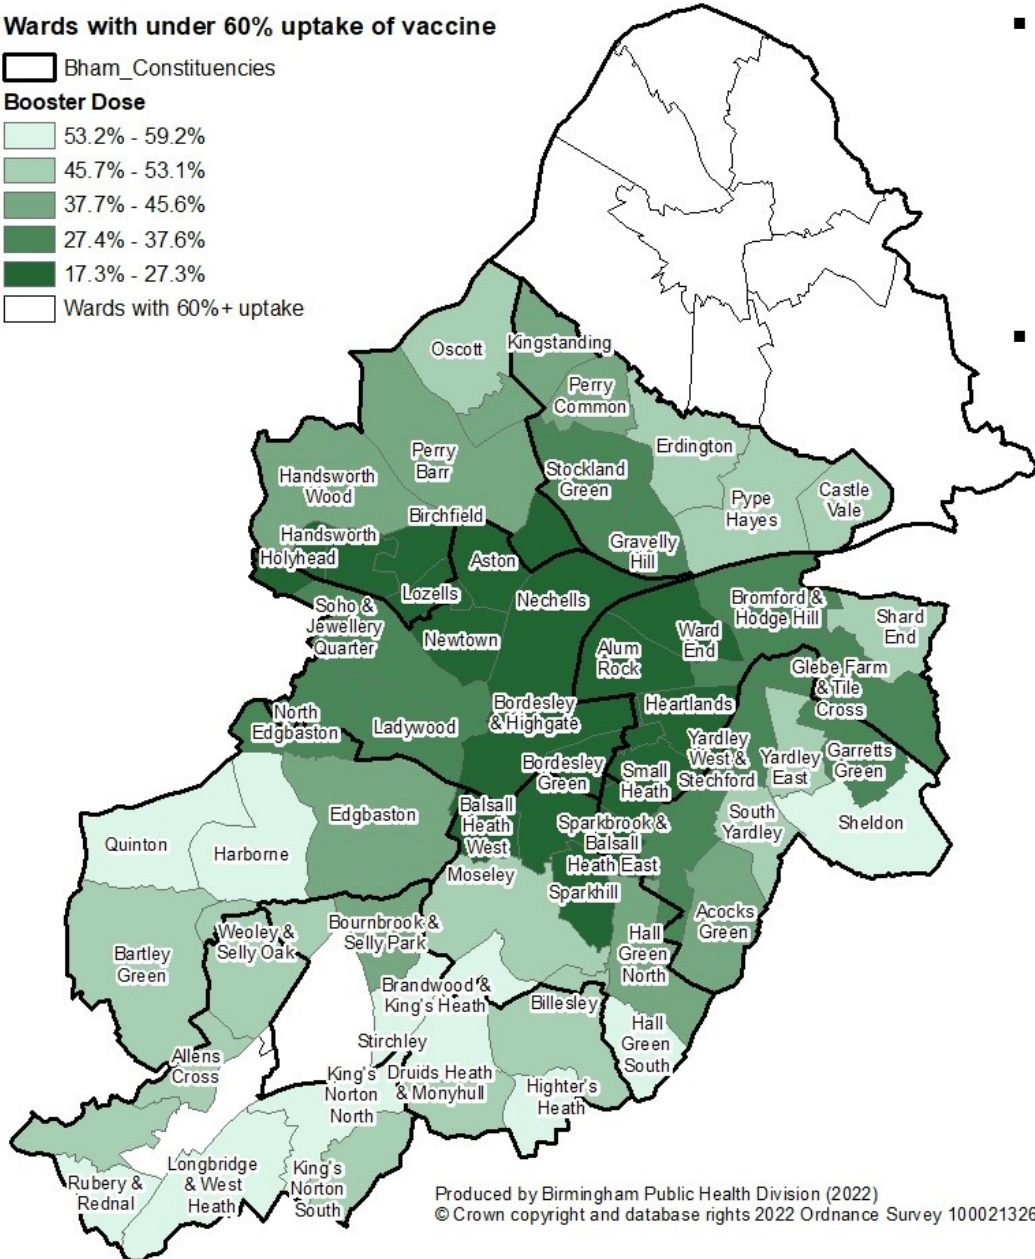 Wards with under 60% uptake of vaccine
Bham_Constituencies
Booster Dose
53.2% - 59.2%
45.7% - 53.1%
37.7% - 45.6%
27.4% - 37.6%
17.3% - 27.3%
Wards with 60%+ uptake
Oscott
Kingstanding
Perry
Common
Erdington
Perry
Barr
Handsworth
Wood
Stockland
Green
Pype
Hayes
Castle
Vale
Birchfield
Handsworth
Holyhead
Aston
Gravelly
Hill
Lozells
Nechells
Soho &
Jewellery
Quarter
Newtown
Bromford &
Hodge Hill
Shard
End
Ward
End
Alum
Rock
Glebe Farm
& Tile
Cross
North
Edgbaston
Ladywood
Bordesley
& Highgate
Heartlands
Yardley
West &
Stechford
Yardley
East
Garretts
Green
Bordesley
Green
Small
Heath
Quinton
Harborne
Edgbaston
Balsall
Heath
West
Sparkbrook &
Balsall
Heath East
South
Yardley
Sheldon
Moseley
Sparkhill
Bartley
Green
Weoley &
Selly Oak
Bournbrook &
Selly Park
Hall
Green
North
Acocks
Green
Brandwood &
King's Heath
Billesley
Stirchley
Hall
Green
South
Allens
Cross
King's
Norton
North
Druids Heath
& Monyhull
Highter's
Heath
Rubery &
Rednal
Longbridge
& West
Heath
King's
Norton
South
Produced by Birmingham Public Health Division (2022)
© Crown copyright and database rights 2022 Ordnance Survey 100021326